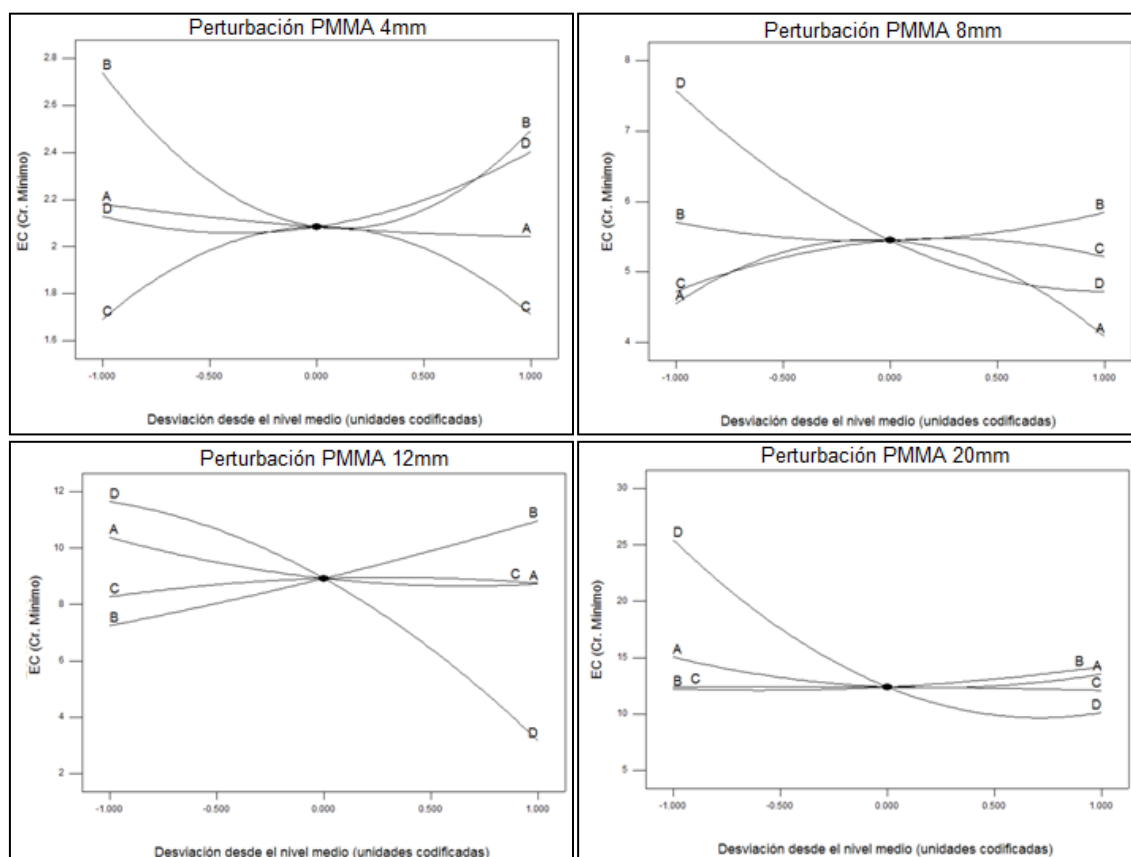 Perturbación PMMA 4mm
EC (Cr. Mínimo)
2.8
2.6
2.4
2.2
2
1.8
1.6
B
A
D
C
B
D
A
C
-1.000 -0.500 0.000 0.500 1.000
Desviación desde el nivel medio (unidades codificadas)
Perturbación PMMA 8mm
EC (Cr. Mínimo)
8
7
6
5
4
D
B
C
A
B
C
D
A
-1.000 -0.500 0.000 0.500 1.000
Desviación desde el nivel medio (unidades codificadas)
Perturbación PMMA 12mm
EC (Cr. Mínimo)
12
10
8
6
4
2
D
A
C
B
B
C A
D
-1.000 -0.500 0.000 0.500 1.000
Desviación desde el nivel medio (unidades codificadas)
Perturbación PMMA 20mm
EC (Cr. Mínimo)
30
25
20
15
10
5
D
A
B C
B A
C
D
-1.000 -0.500 0.000 0.500 1.000
Desviación desde el nivel medio (unidades codificadas)